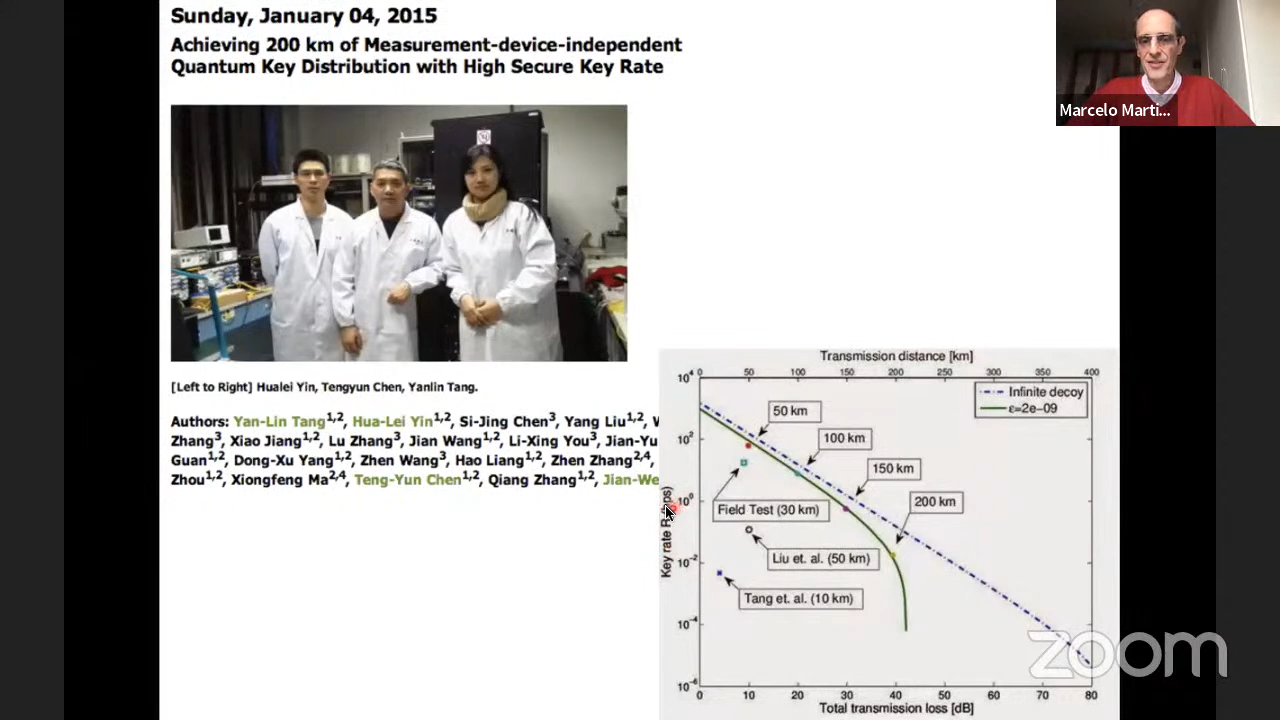 Sunday, January 04, 2015
Achieving 200 km of Measurement-device-independent
Quantum Key Distribution with High Secure Key Rate
Marcelo Marti...
[Left to Right] Hualei Yin, Tengyun Chen, Yanlin Tang.
Authors: Yan-Lin Tang1,2, Hua-Lei Yin1,2, Si-Jing Chen3, Yang Liu1,2,
Zhang3, Xiao Jiang1,2, Lu Zhang3, Jian Wang1,2, Li-Xing You3, Jian-Yu
Guan1,2, Dong-Xu Yang1,2, Zhen Wang3, Hao Liang1,2, Zhen Zhang2,4,
Zhou1,2, Xiongfeng Ma2,4, Teng-Yun Chen1,2, Qiang Zhang1,2, Jian-We
Transmission distance [km]
0 50 100 150 200 250 300 350 400
10^4
10^2
10^0
10^-2
10^-4
10^-6
Infinite decoy
ε=2e-09
50 km
100 km
150 km
200 km
Field Test (30 km)
Liu et. al. (50 km)
Tang et. al. (10 km)
Key rate
0 10 20 30 40 50 60 70 80
Total transmission loss [dB]
zoom